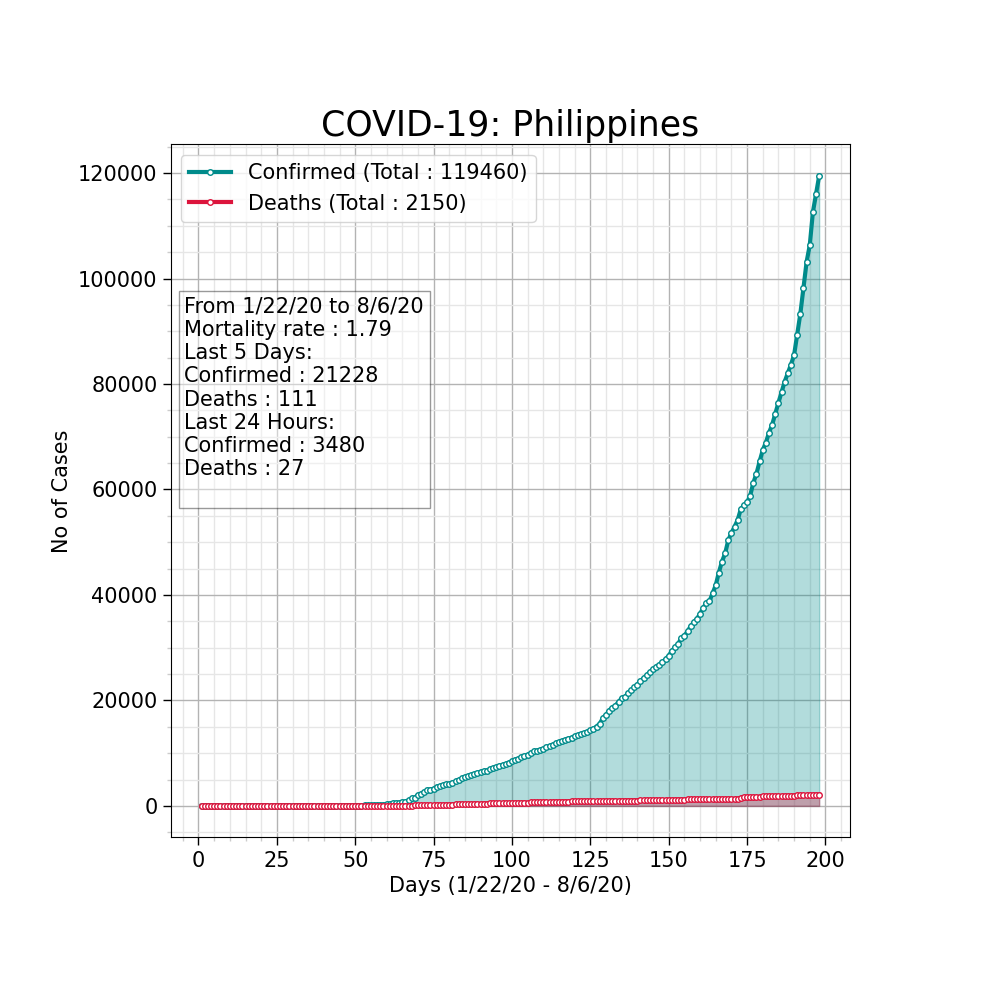 COVID-19: Philippines
Confirmed (Total : 119460)
Deaths (Total : 2150)
From 1/22/20 to 8/6/20
Mortality rate : 1.79
Last 5 Days:
Confirmed : 21228
Deaths : 111
Last 24 Hours:
Confirmed : 3480
Deaths : 27
No of Cases
120000
100000
80000
60000
40000
20000
0
0 25 50 75 100 125 150 175 200
Days (1/22/20 - 8/6/20)